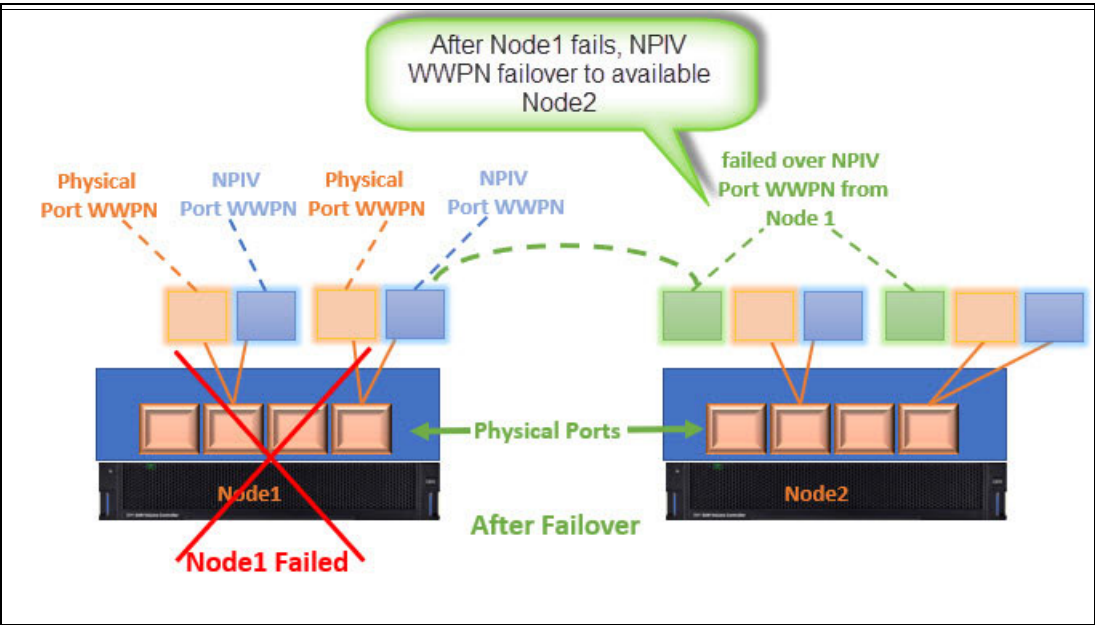 After Node1 fails, NPIV
WWPN failover to available
Node2
Physical
Port WWPN
NPIV
Port WWPN
Physical
Port WWPN
NPIV
Port WWPN
failed over NPIV
Port WWPN from
Node 1
Physical Ports
Node1
Node2
After Failover
Node1 Failed